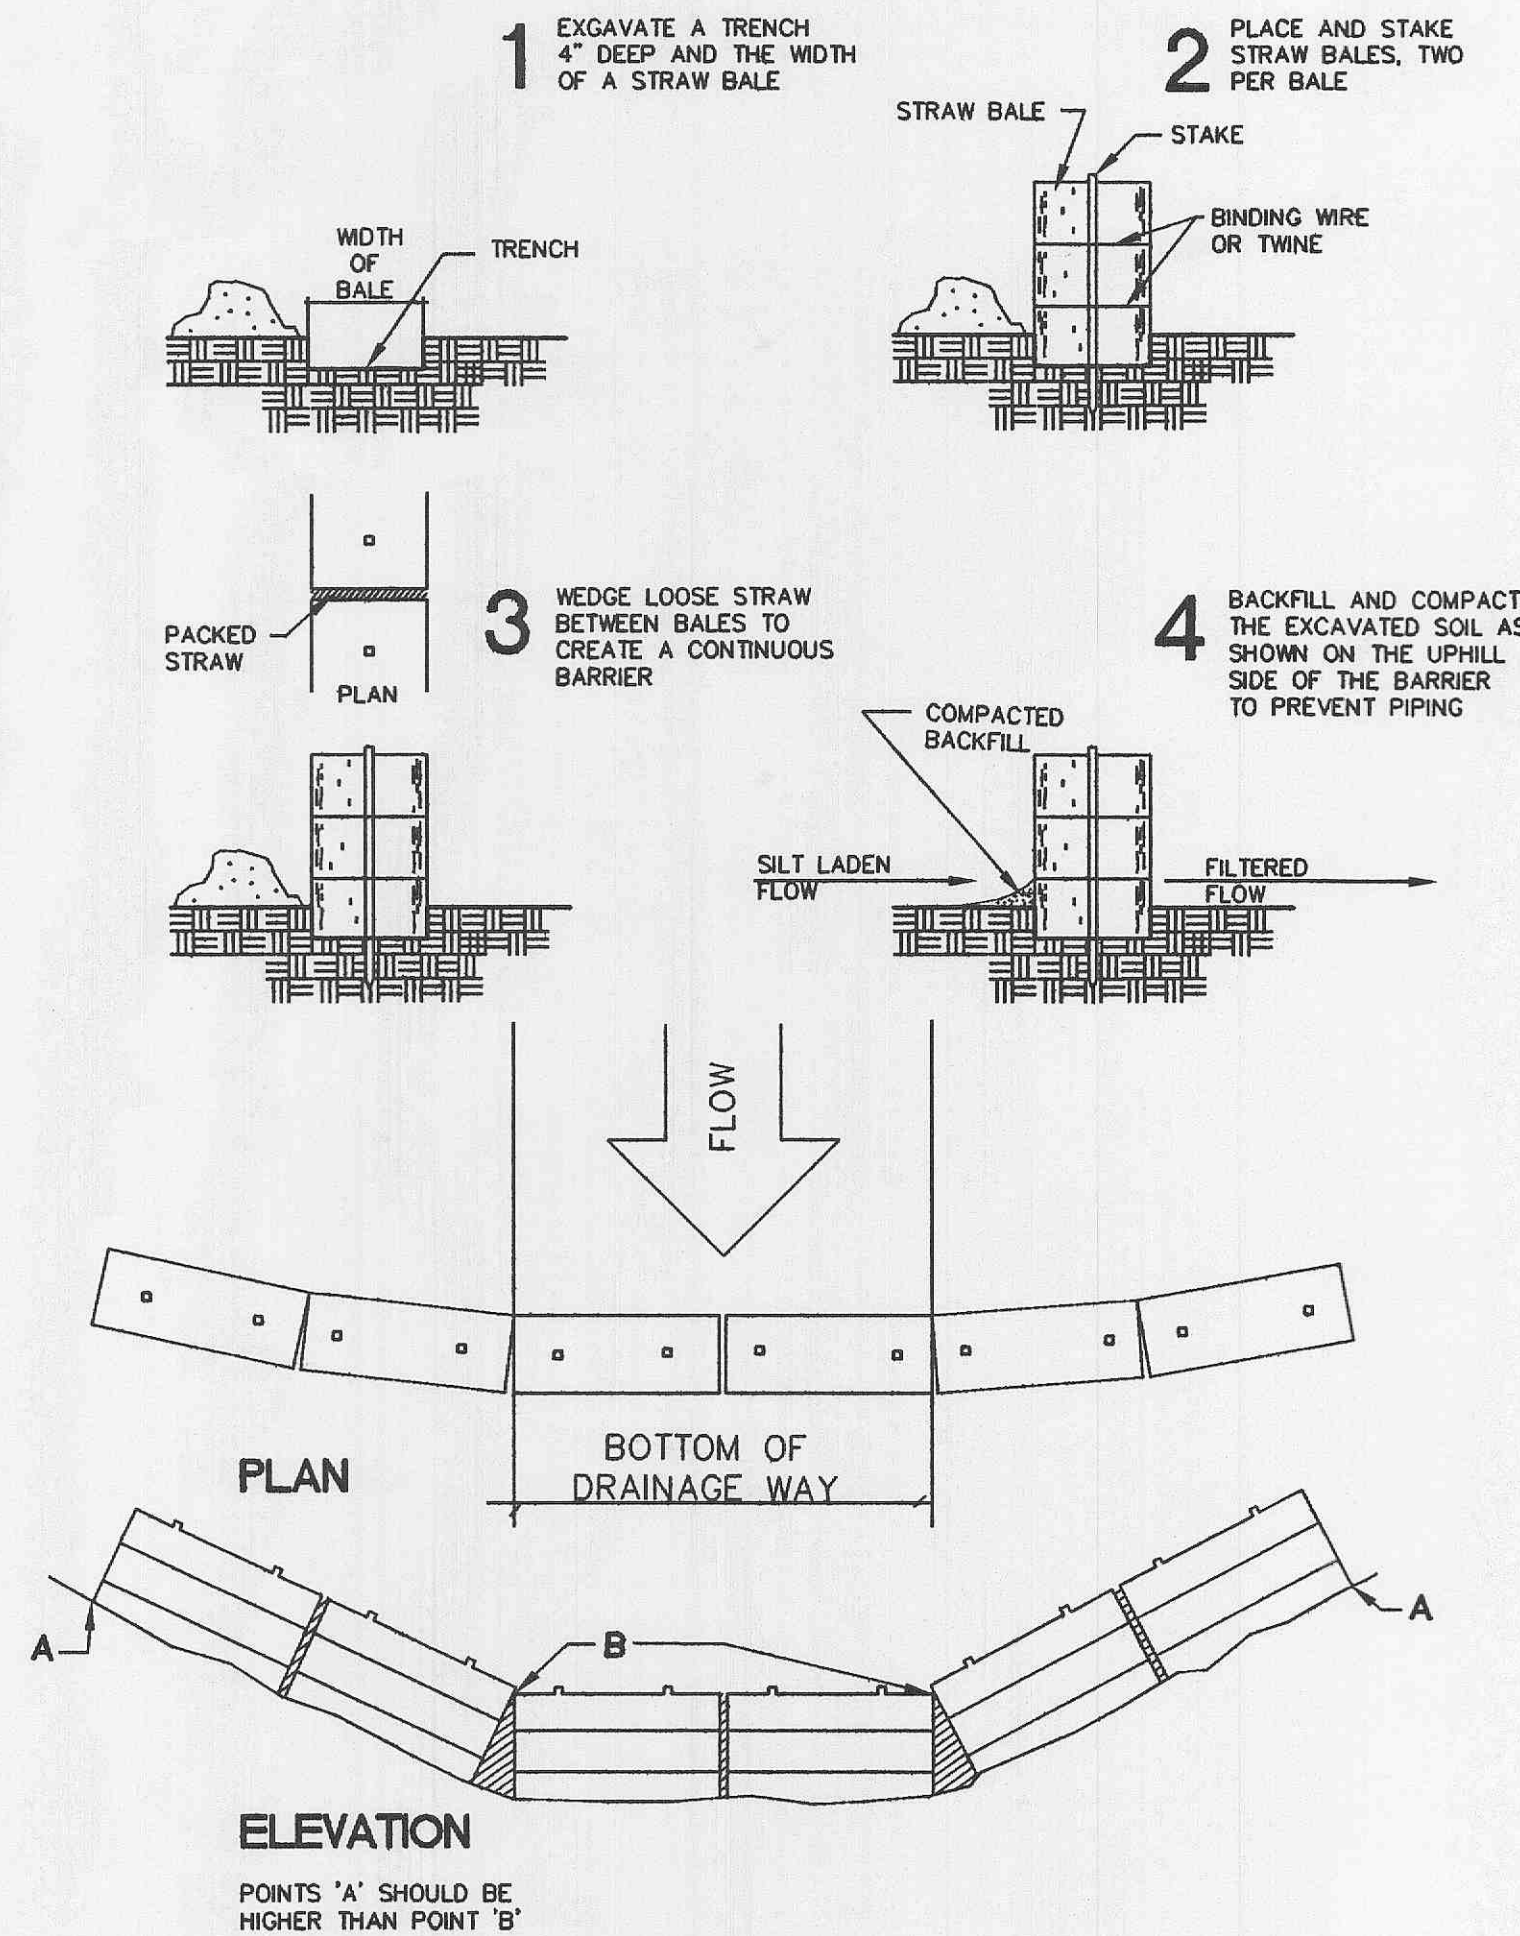 1
EXGAVATE A TRENCH
4" DEEP AND THE WIDTH
OF A STRAW BALE
2
PLACE AND STAKE
STRAW BALES, TWO
PER BALE
STRAW BALE
STAKE
BINDING WIRE
OR TWINE
WIDTH
OF
BALE
TRENCH
PACKED
STRAW
PLAN
3
WEDGE LOOSE STRAW
BETWEEN BALES TO
CREATE A CONTINUOUS
BARRIER
4
BACKFILL AND COMPACT
THE EXCAVATED SOIL AS
SHOWN ON THE UPHILL
SIDE OF THE BARRIER
TO PREVENT PIPING
COMPACTED
BACKFILL
SILT LADEN
FLOW
FILTERED
FLOW
FLOW
BOTTOM OF
DRAINAGE WAY
PLAN
A
B
A
ELEVATION
POINTS 'A' SHOULD BE
HIGHER THAN POINT 'B'